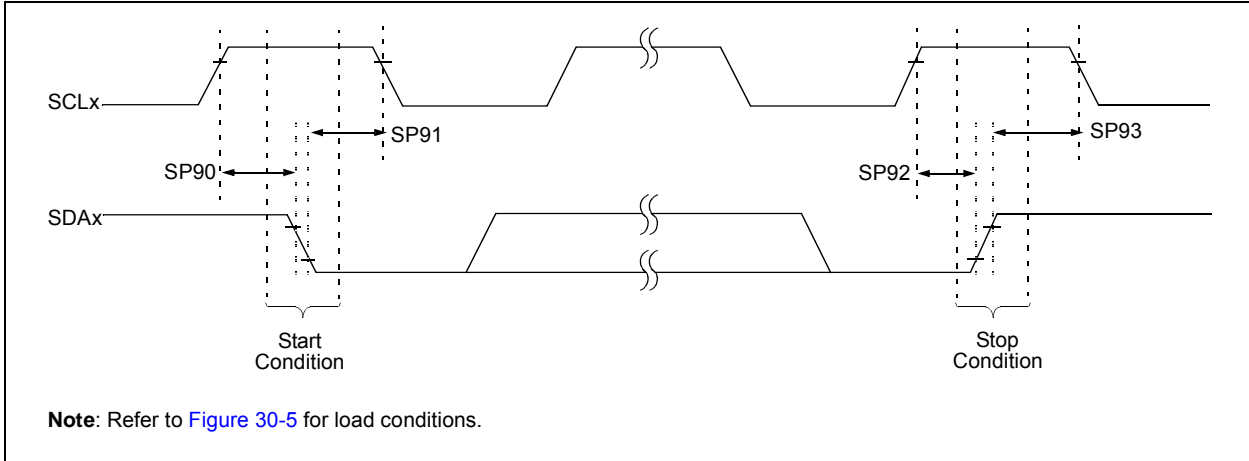 SCLx
SP91
SP93
SP90
SP92
SDAx
Start
Condition
Stop
Condition
Note: Refer to Figure 30-5 for load conditions.